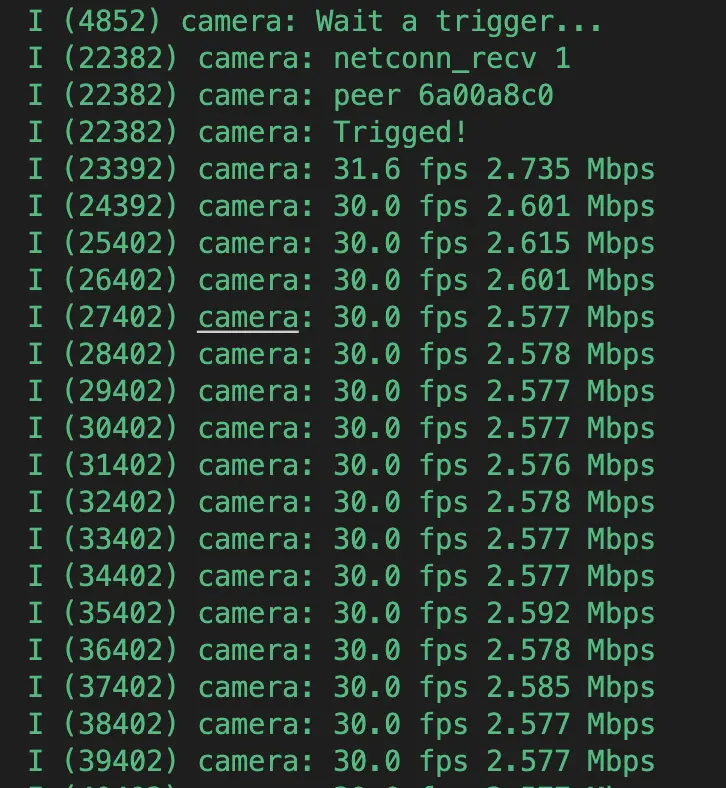 I (4852) camera: Wait a trigger...
I (22382) camera: netconn_recv 1
I (22382) camera: peer 6a00a8c0
I (22382) camera: Trigged!
I (23392) camera: 31.6 fps 2.735 Mbps
I (24392) camera: 30.0 fps 2.601 Mbps
I (25402) camera: 30.0 fps 2.615 Mbps
I (26402) camera: 30.0 fps 2.601 Mbps
I (27402) camera: 30.0 fps 2.577 Mbps
I (28402) camera: 30.0 fps 2.578 Mbps
I (29402) camera: 30.0 fps 2.577 Mbps
I (30402) camera: 30.0 fps 2.577 Mbps
I (31402) camera: 30.0 fps 2.576 Mbps
I (32402) camera: 30.0 fps 2.578 Mbps
I (33402) camera: 30.0 fps 2.577 Mbps
I (34402) camera: 30.0 fps 2.577 Mbps
I (35402) camera: 30.0 fps 2.592 Mbps
I (36402) camera: 30.0 fps 2.578 Mbps
I (37402) camera: 30.0 fps 2.585 Mbps
I (38402) camera: 30.0 fps 2.577 Mbps
I (39402) camera: 30.0 fps 2.577 Mbps